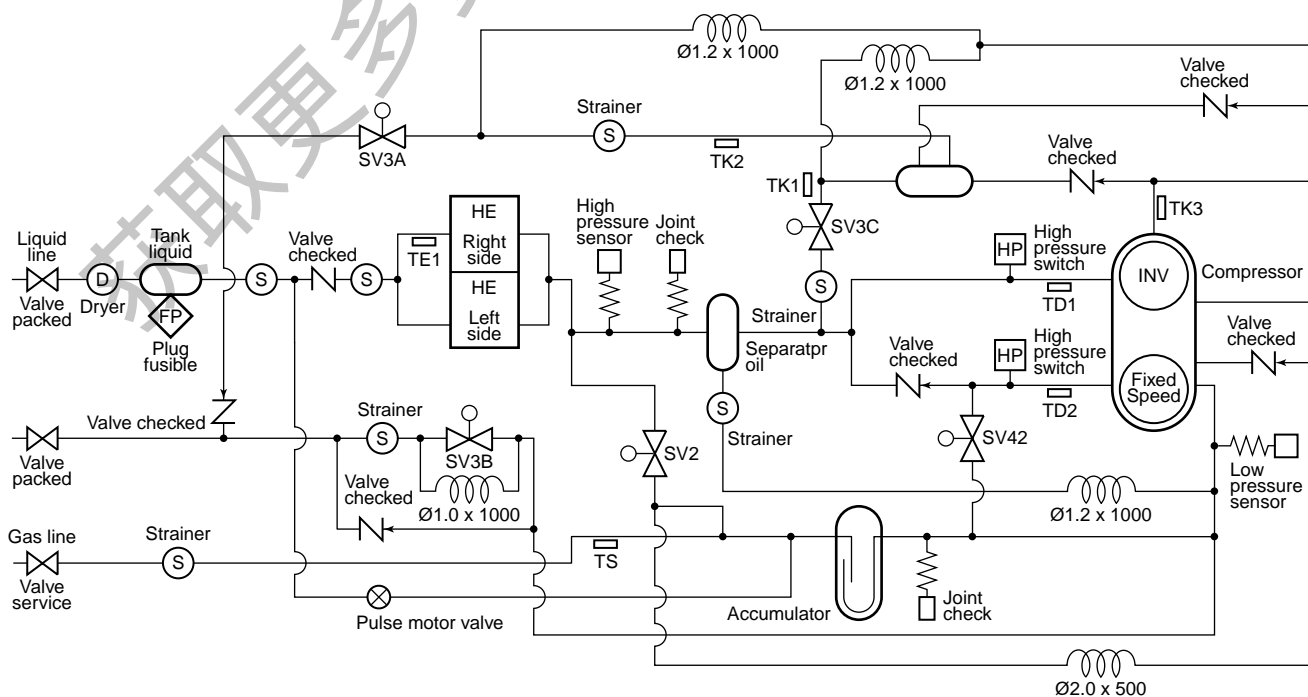 获取更多
Ø1.2 x 1000
Ø1.2 x 1000
Valve
checked
Strainer
S
SV3A
TK2
Valve
checked
TK1
TK3
SV3C
HE
Right
side
HE
Left
side
High
pressure
sensor
Joint
check
Liquid
line
Tank
liquid
Valve
checked
D
S
S
TE1
Valve
packed
Dryer
FP
Plug
fusible
S
HP
High
pressure
switch
TD1
INV
Compressor
Strainer
Separatpr
oil
Valve
checked
HP
High
pressure
switch
TD2
Fixed
Speed
Valve
checked
S
Strainer
Valve checked
Strainer
S
SV3B
Valve
packed
Valve
checked
Ø1.0 x 1000
SV2
SV42
Low
pressure
sensor
Ø1.2 x 1000
Gas line
Strainer
S
Valve
service
TS
Pulse motor valve
Accumulator
Joint
check
Ø2.0 x 500